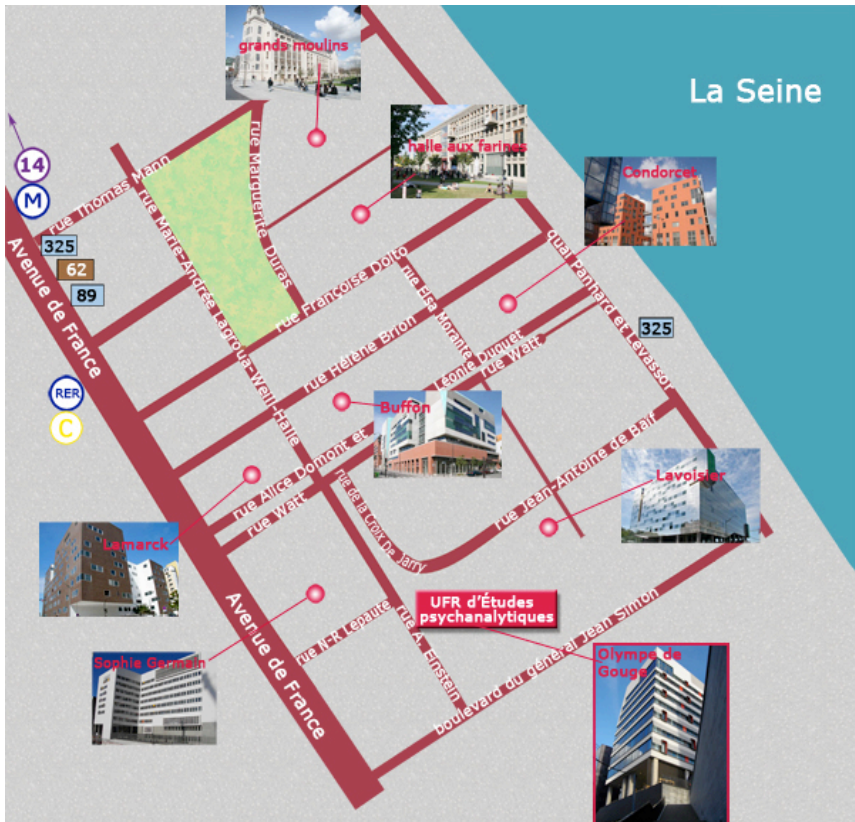 grands moulins
La Seine
halle aux farines
14
Condorcet
M
rue Thomas Mann
rue Marguerite Duras
325
62
89
Avenue de France
rue Marie-Andrée Lagroua-Weill-Halle
rue Françoise Dolto
quai Panhard et Levassor
rue Elsa Morante
325
rue Hélène Brion
Léonie Duquet
rue Watt
RER
C
Buffon
rue Alice Domont et
rue Watt
rue de la Croix De Jarry
rue Jean-Antoine de Baïf
Lavoisier
Lamarck
Avenue de France
UFR d'Études
psychanalytiques
rue N-R Lepaute
rue A. Einstein
boulevard du général Jean Simon
Sophie Germain
Olympe de
Gouge